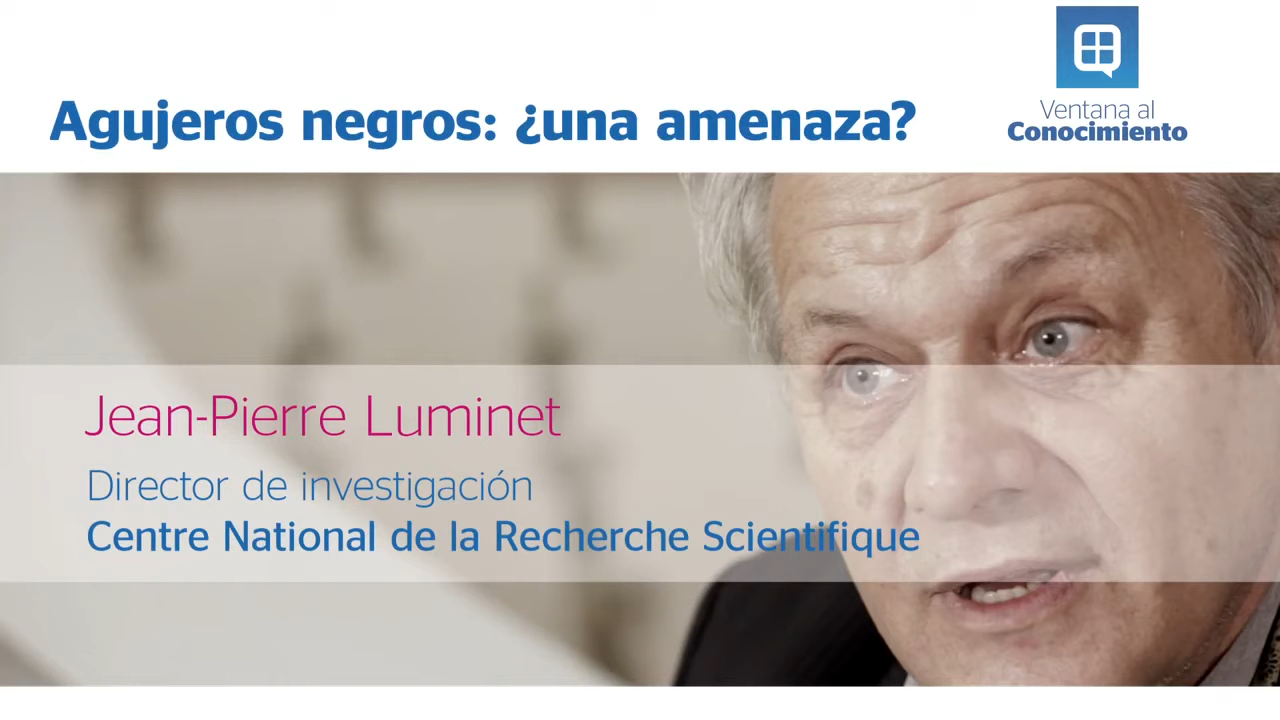 Agujeros negros: ¿una amenaza?
Ventana al
Conocimiento
Jean-Pierre Luminet
Director de investigación
Centre National de la Recherche Scientifique